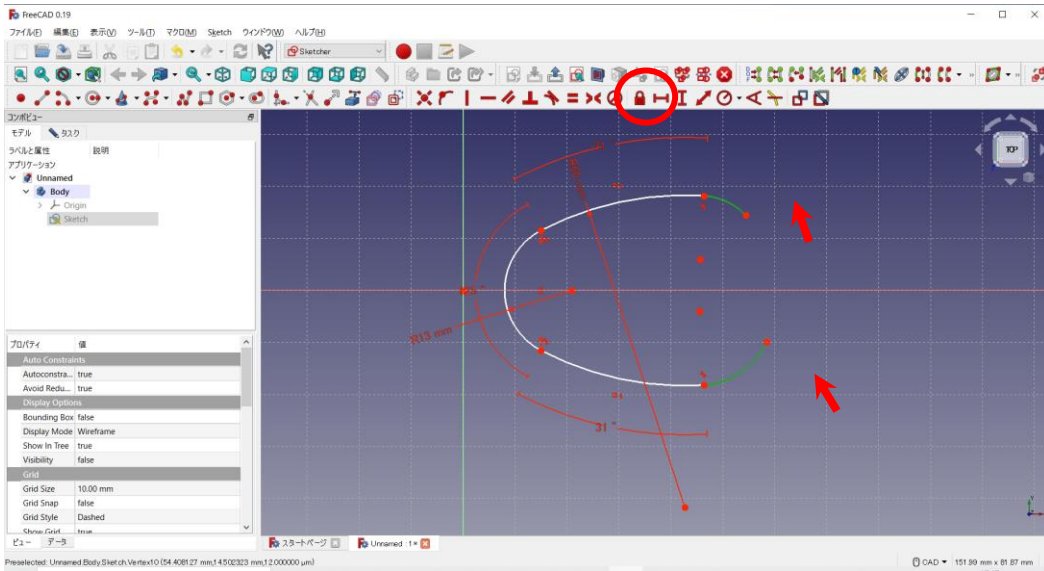 FreeCAD 0.19
ファイル(F) 編集(E) 表示(V) ツール(T) マクロ(M) Sketch ウィンドウ(W) ヘルプ(H)
Sketcher
コンボビュー
モデル タスク
ラベルと属性 説明
アプリケーション
Unnamed
Body
Origin
Sketch
プロパティ 値
Auto Constraints
Autoconstra... true
Avoid Redu... true
Display Options
Bounding Box false
Display Mode Wireframe
Show In Tree true
Visibility false
Grid
Grid Size 10.00 mm
Grid Snap false
Grid Style Dashed
Show Grid true
ビュー データ
TOP
R13 mm
31 °
スタートページ
Unnamed : 1*
Preselected: Unnamed.Body.Sketch.Vertex10 (54.408127 mm,14.502323 mm,12.000000 µm)
CAD
151.99 mm x 81.87 mm